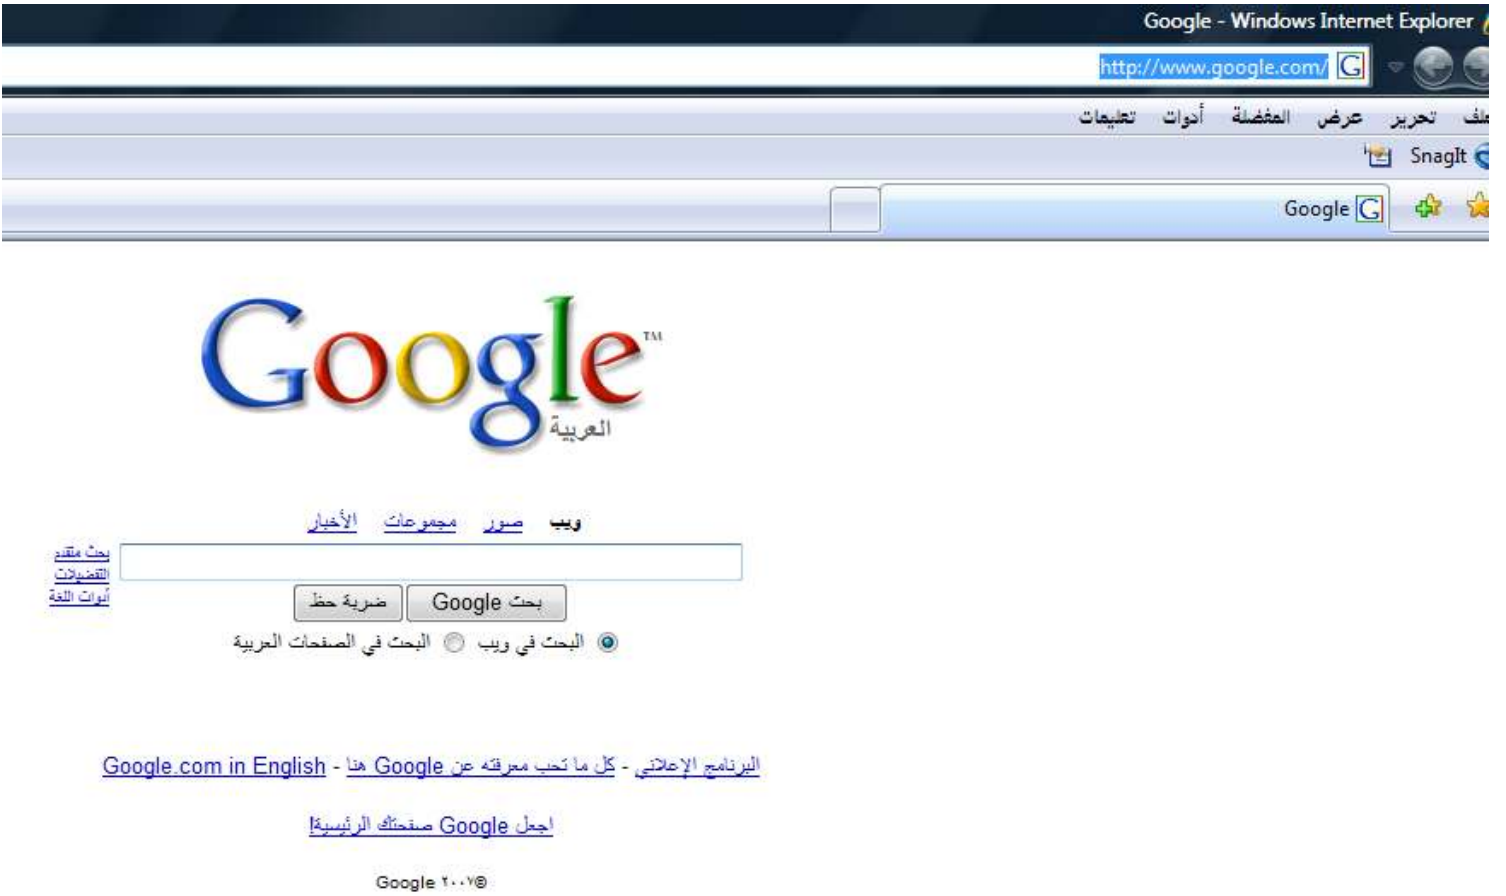 Google - Windows Internet Explorer
http://www.google.com/
تحرير عرض المفضلة أدوات تعليمات
SnagIt
Google
Google™
العربية
ويب صور مجموعات الأخبار
بحث متقدم
التفضيلات
أدوات اللغة
بحث Google ضربة حظ
البحث في ويب البحث في الصفحات العربية
البرنامج الإعلاني - كل ما تحب معرفته عن Google هنا - Google.com in English
اجعل Google صفحتك الرئيسية!
©٢٠٠٧ Google